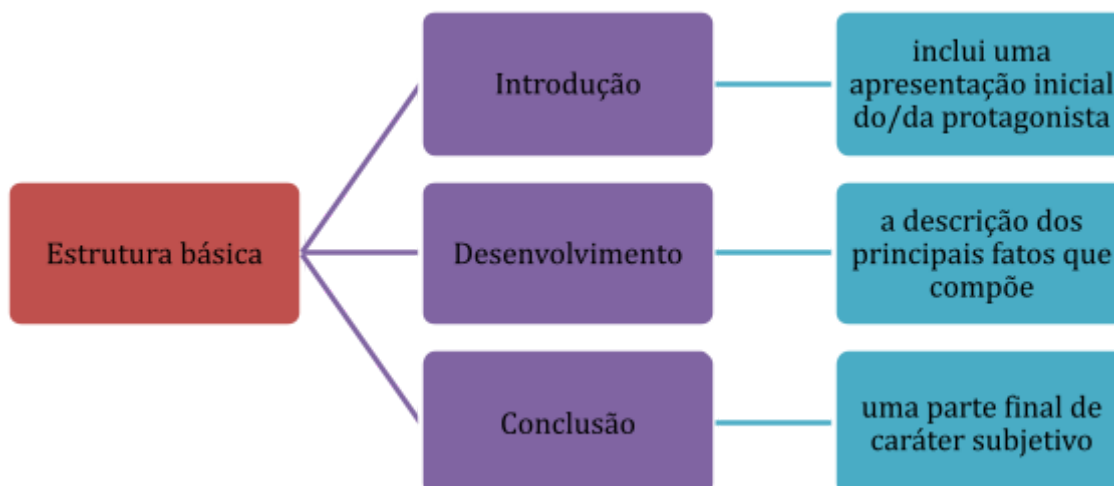 Estrutura básica
Introdução
inclui uma
apresentação inicial
do/da protagonista
Desenvolvimento
a descrição dos
principais fatos que
compõe
Conclusão
uma parte final de
caráter subjetivo